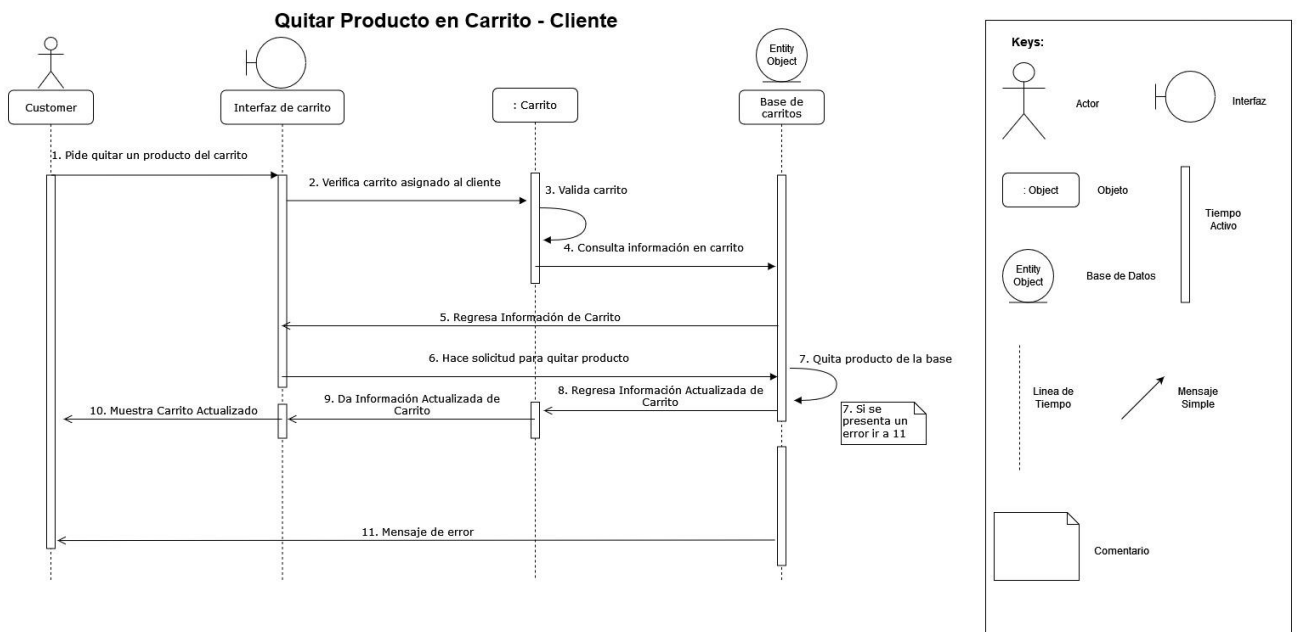 Quitar Producto en Carrito - Cliente
Entity
Object
Customer
Interfaz de carrito
: Carrito
Base de
carritos
1. Pide quitar un producto del carrito
2. Verifica carrito asignado al cliente
3. Valida carrito
4. Consulta información en carrito
5. Regresa Información de Carrito
6. Hace solicitud para quitar producto
7. Quita producto de la base
8. Regresa Información Actualizada de
Carrito
9. Da Información Actualizada de
Carrito
10. Muestra Carrito Actualizado
7. Si se
presenta un
error ir a 11
11. Mensaje de error
Keys:
Actor
Interfaz
: Object
Objeto
Tiempo
Activo
Entity
Object
Base de Datos
Linea de
Tiempo
Mensaje
Simple
Comentario